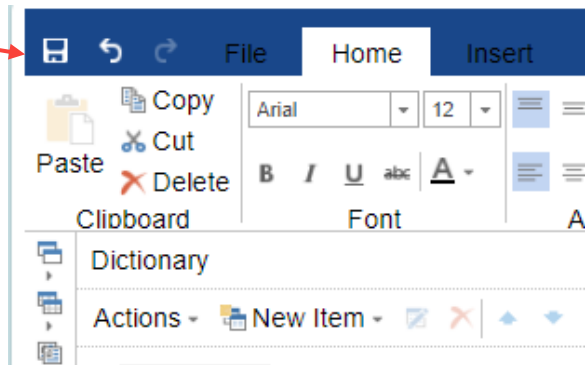 File Home Insert
Copy
Arial 12
Cut
Paste
Delete
B I U abc A
Clipboard Font A
Dictionary
Actions New Item